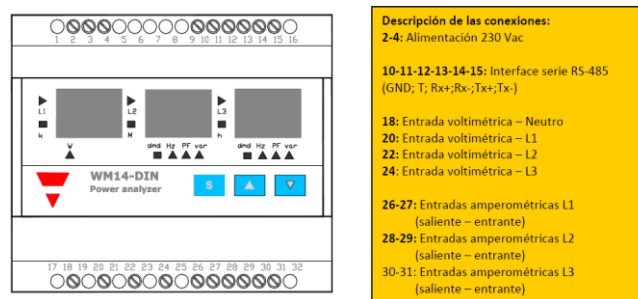 1 2 3 4 5 6 7 8 9 10 11 12 13 14 15 16
L1 L2 L3
k M h
V dmd Hz PF var dmd Hz PF var
WM14-DIN
Power analyzer
S
17 18 19 20 21 22 23 24 25 26 27 28 29 30 31 32
Descripción de las conexiones:
2-4: Alimentación 230 Vac
10-11-12-13-14-15: Interface serie RS-485
(GND; T; Rx+;Rx-;Tx+;Tx-)
18: Entrada voltimétrica – Neutro
20: Entrada voltimétrica – L1
22: Entrada voltimétrica – L2
24: Entrada voltimétrica – L3
26-27: Entradas amperométricas L1
(saliente – entrante)
28-29: Entradas amperométricas L2
(saliente – entrante)
30-31: Entradas amperométricas L3
(saliente – entrante)